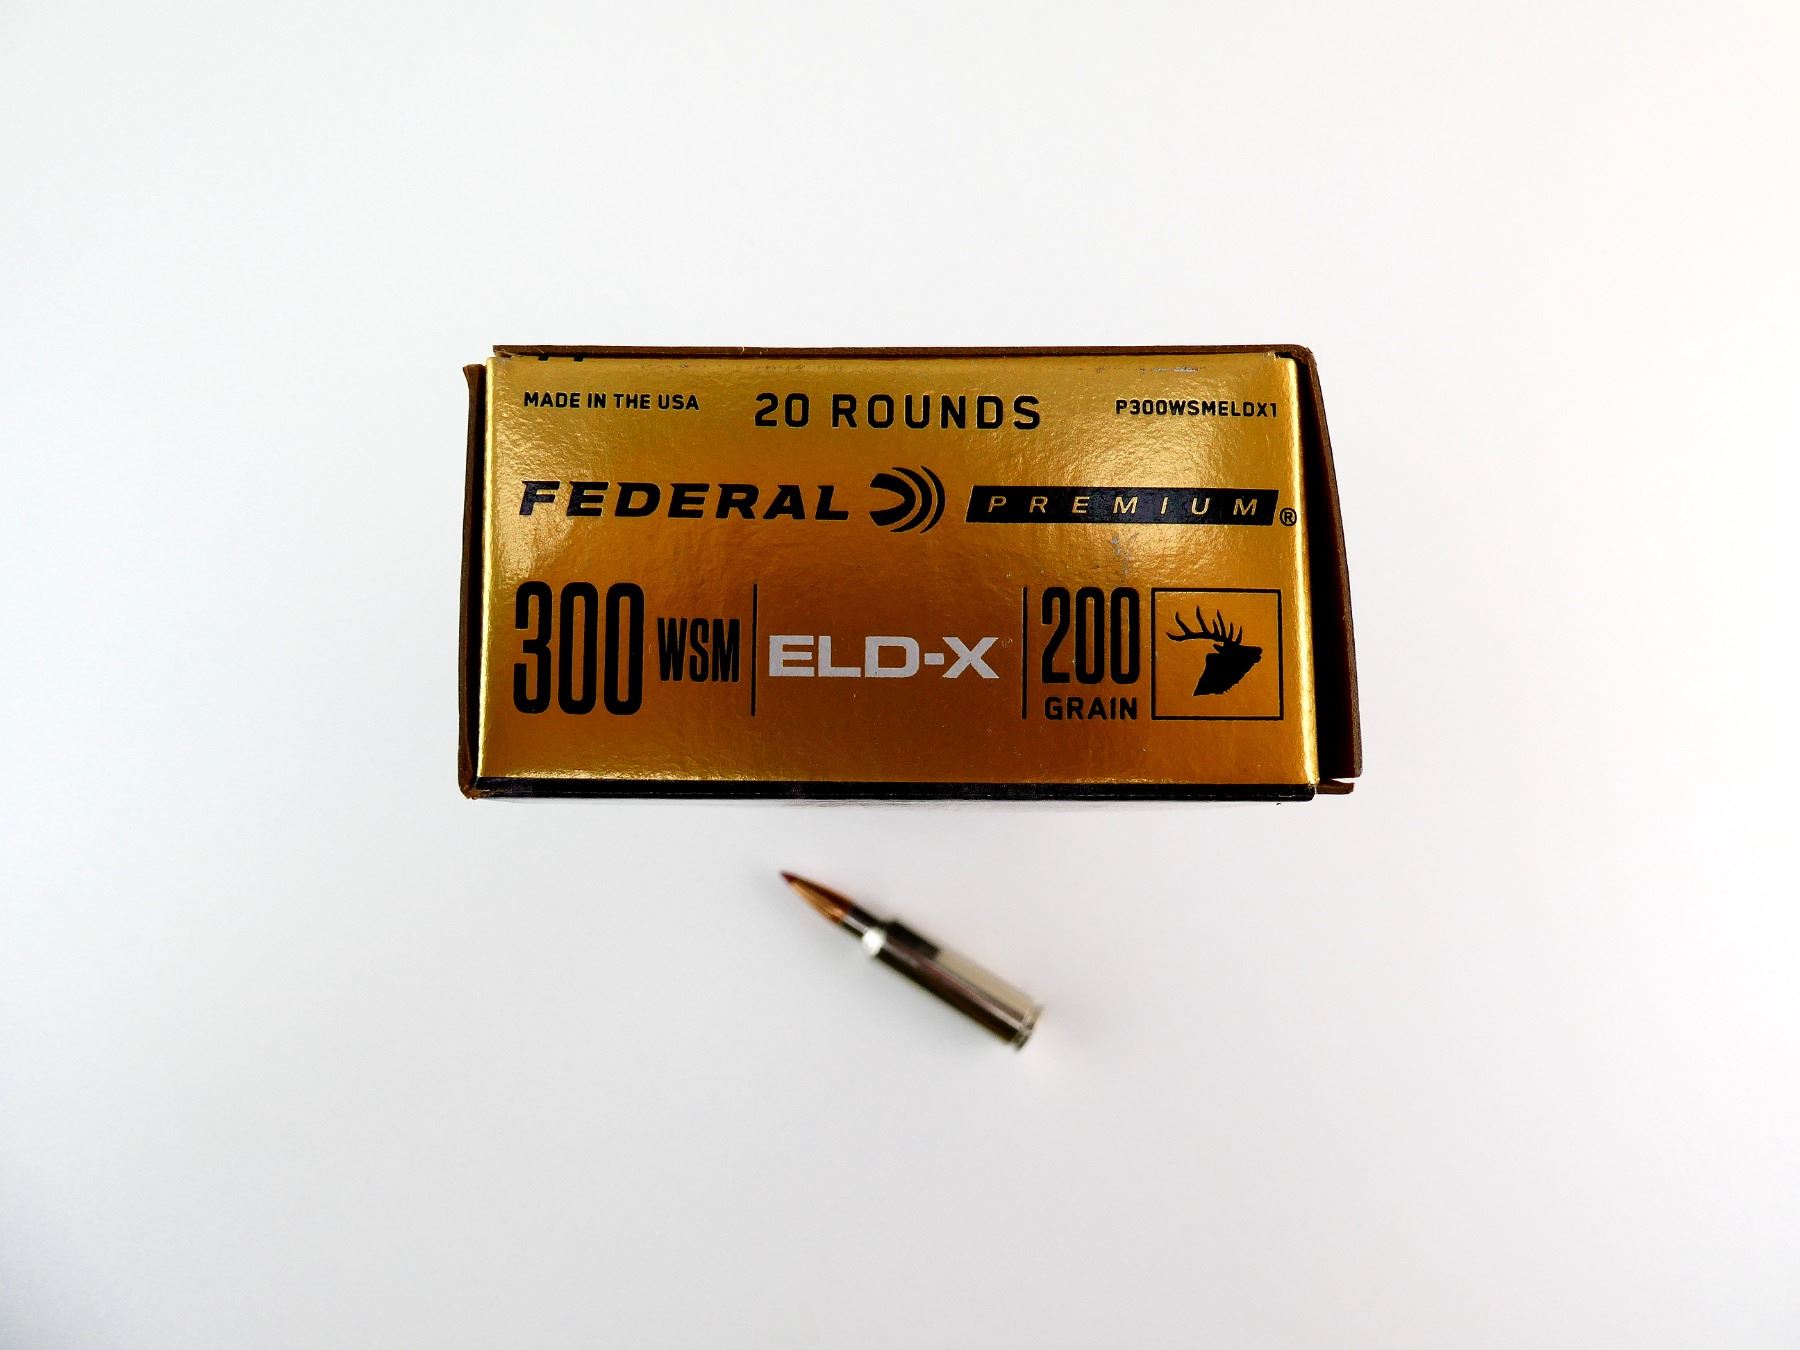 MADE IN THE USA 20 ROUNDS P300WSMELDX1
FEDERAL PREMIUM®
300 WSM ELD-X 200
GRAIN